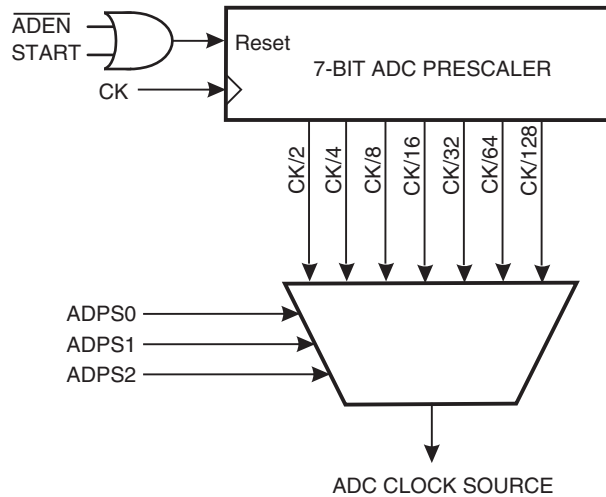 ADEN
START
Reset
CK
7-BIT ADC PRESCALER
CK/2
CK/4
CK/8
CK/16
CK/32
CK/64
CK/128
ADPS0
ADPS1
ADPS2
ADC CLOCK SOURCE